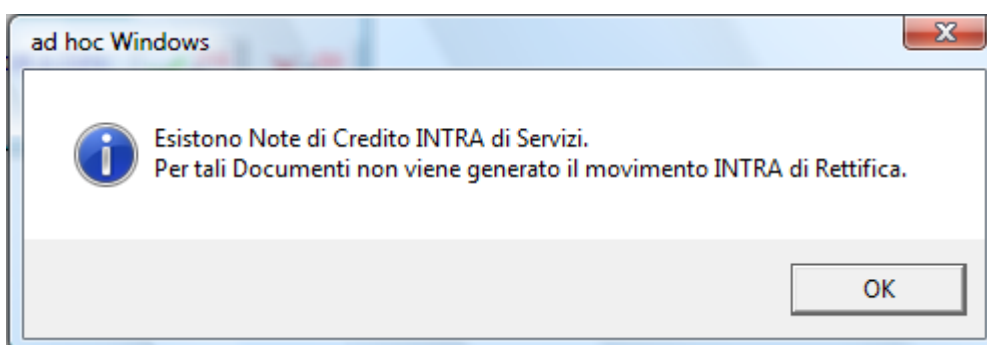 ad hoc Windows
Esistono Note di Credito INTRA di Servizi.
Per tali Documenti non viene generato il movimento INTRA di Rettifica.
OK